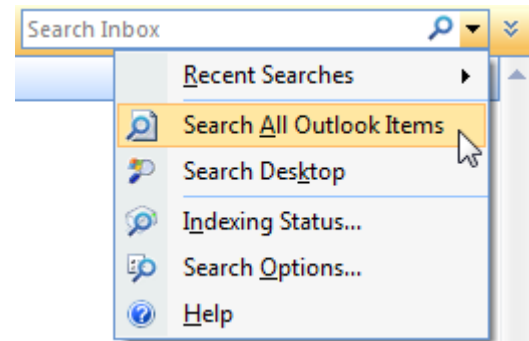 Search Inbox
Recent Searches
Search All Outlook Items
Search Desktop
Indexing Status...
Search Options...
Help